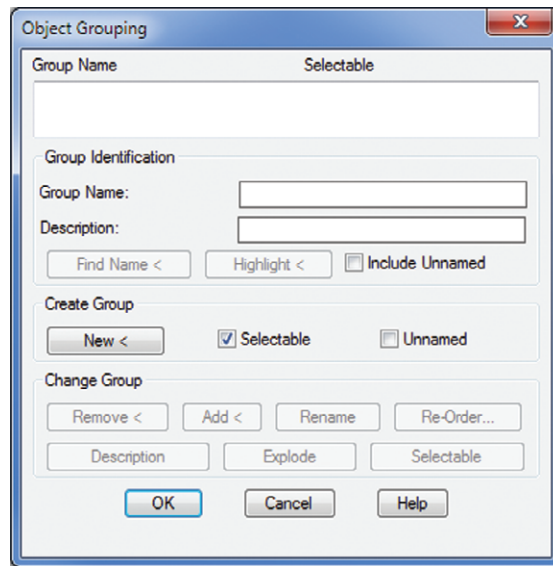 Object Grouping
Group Name Selectable
Group Identification
Group Name:
Description:
Find Name < Highlight < Include Unnamed
Create Group
New < Selectable Unnamed
Change Group
Remove < Add < Rename Re-Order...
Description Explode Selectable
OK Cancel Help